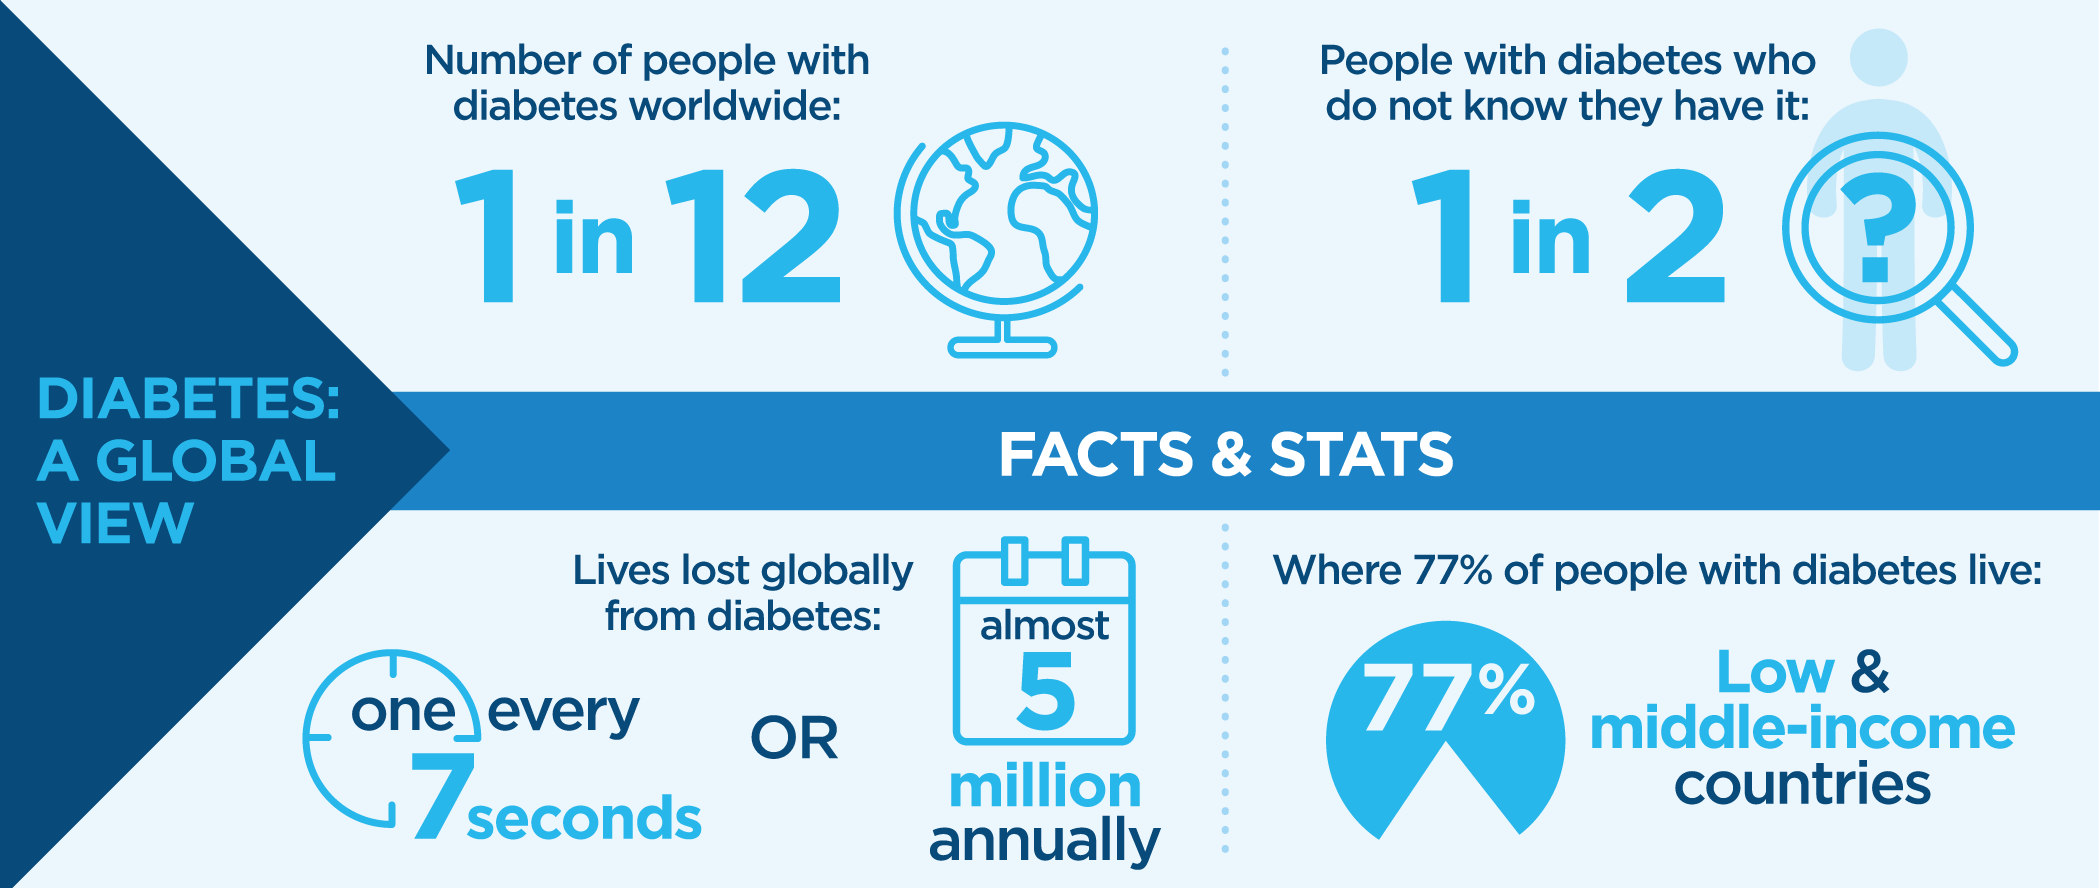 DIABETES:
A GLOBAL
VIEW
Number of people with
diabetes worldwide:
1 in 12
People with diabetes who
do not know they have it:
1 in 2
?
FACTS & STATS
Lives lost globally
from diabetes:
one every
7 seconds
OR
almost
5
million
annually
Where 77% of people with diabetes live:
77%
Low &
middle-income
countries